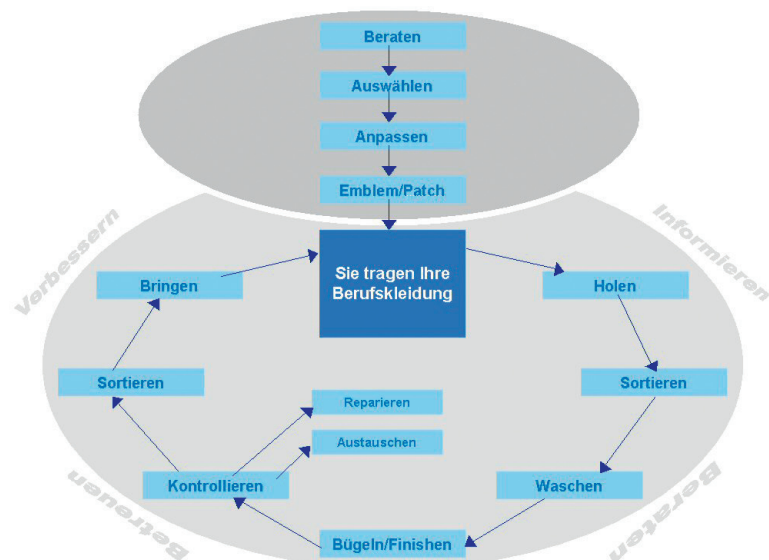 Beraten
Auswählen
Anpassen
Emblem/Patch
Verbessern
Informieren
Sie tragen Ihre
Berufskleidung
Bringen
Holen
Sortieren
Sortieren
Reparieren
Austauschen
Kontrollieren
Waschen
Bügeln/Finishen
Betreuen
Beraten